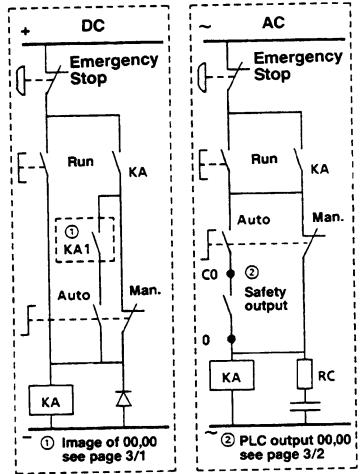 + DC
Emergency
Stop
Run
KA
①
KA1
Auto
Man.
KA
−
① Image of 00,00
see page 3/1
~ AC
Emergency
Stop
Run
KA
Auto
Man.
C0 ②
Safety
output
0
KA
RC
~
② PLC output 00,00
see page 3/2